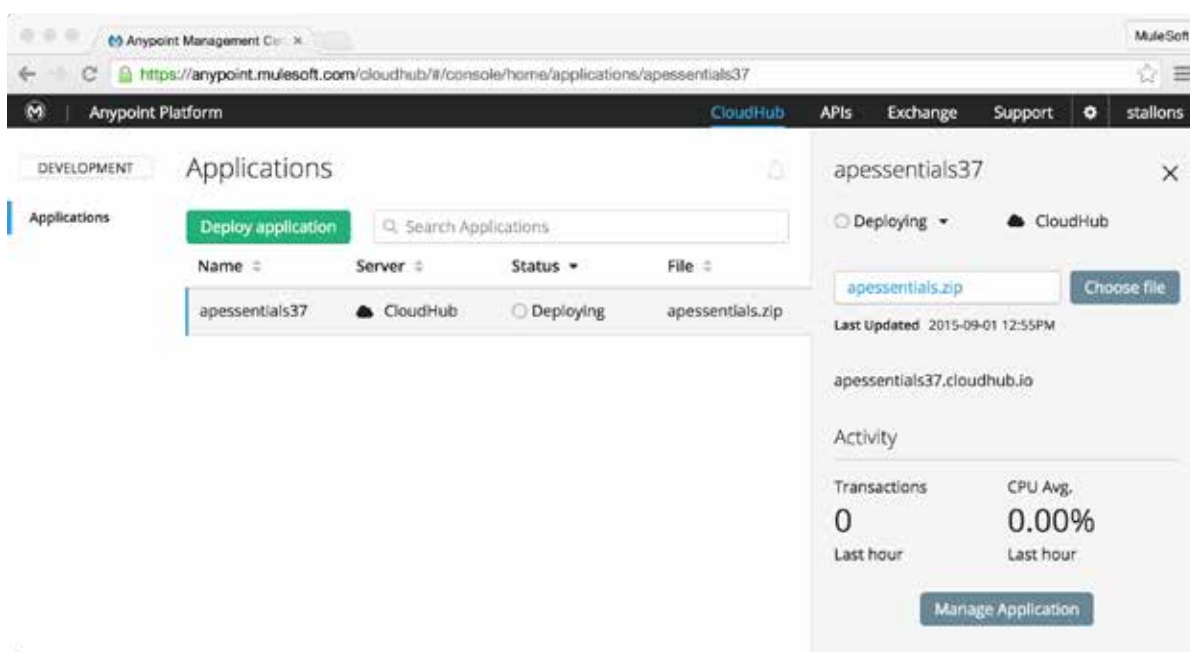 Anypoint Management Cen
MuleSoft
https://anypoint.mulesoft.com/cloudhub/#/console/home/applications/apessentials37
Anypoint Platform CloudHub APIs Exchange Support stallons
DEVELOPMENT Applications
Applications
Deploy application Search Applications
Name Server Status File
apessentials37 CloudHub Deploying apessentials.zip
apessentials37
Deploying CloudHub
apessentials.zip Choose file
Last Updated 2015-09-01 12:55PM
apessentials37.cloudhub.io
Activity
Transactions CPU Avg.
0 0.00%
Last hour Last hour
Manage Application